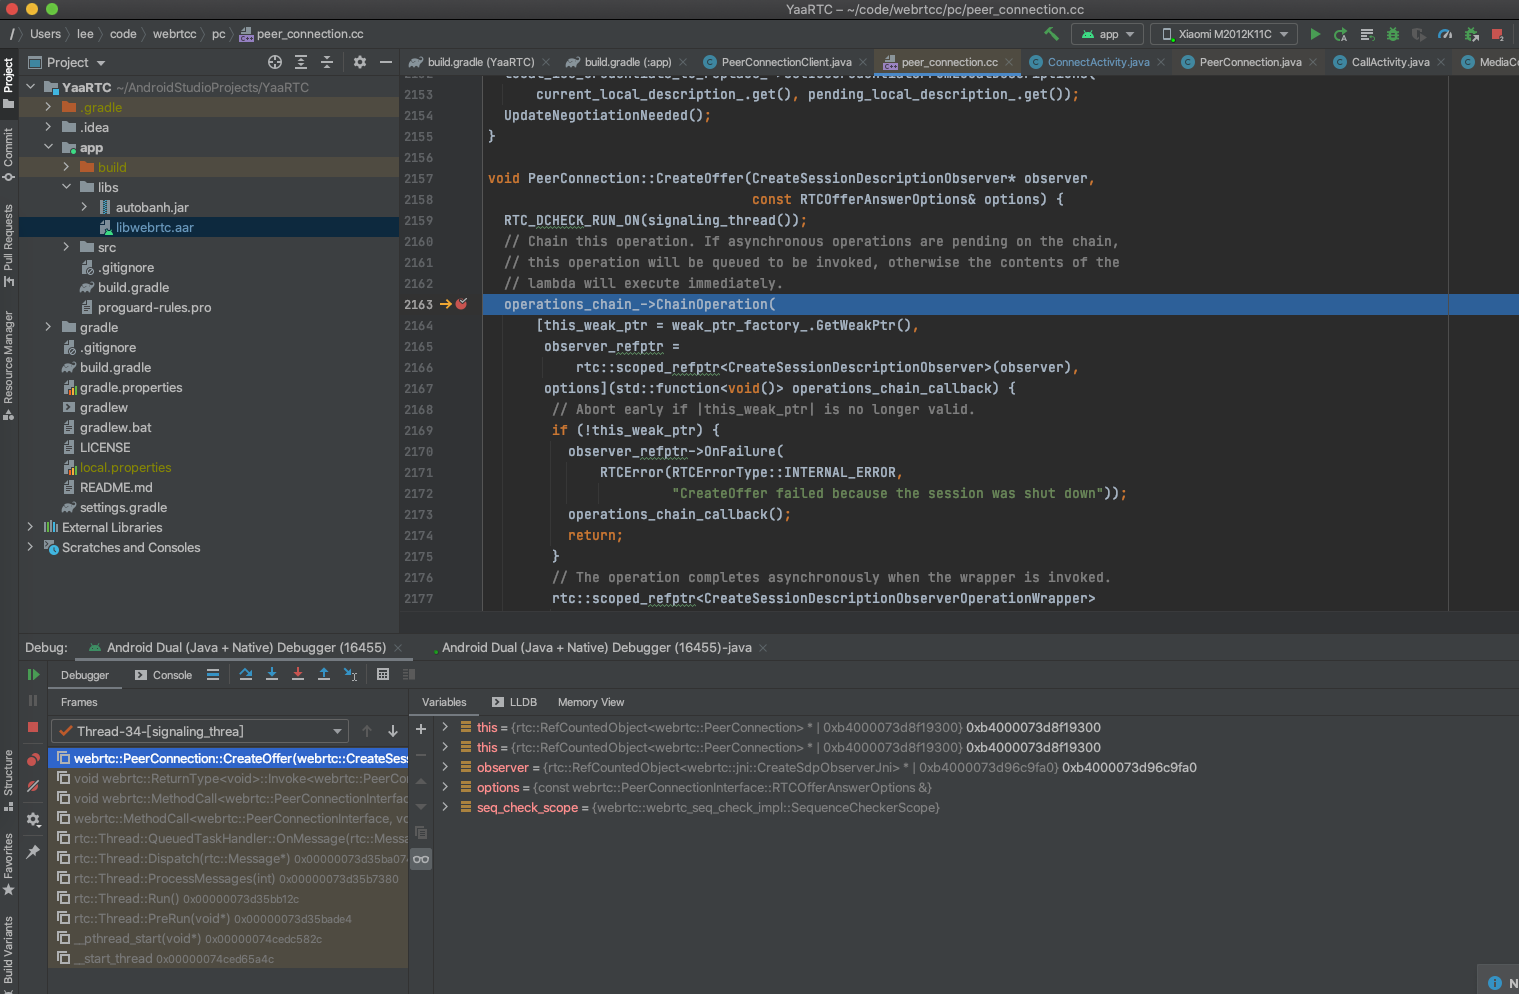 YaaRTC – ~/code/webrtcc/pc/peer_connection.cc
/ Users lee code webrtcc pc peer_connection.cc
app Xiaomi M2012K11C
Project
build.gradle (YaaRTC) build.gradle (:app) PeerConnectionClient.java peer_connection.cc ConnectActivity.java PeerConnection.java CallActivity.java MediaCo
Project
Commit
Pull Requests
Resource Manager
Structure
Favorites
Build Variants
YaaRTC ~/AndroidStudioProjects/YaaRTC
.gradle
.idea
app
build
libs
autobanh.jar
libwebrtc.aar
src
.gitignore
build.gradle
proguard-rules.pro
gradle
.gitignore
build.gradle
gradle.properties
gradlew
gradlew.bat
LICENSE
local.properties
README.md
settings.gradle
External Libraries
Scratches and Consoles
2153 current_local_description_.get(), pending_local_description_.get());
2154 UpdateNegotiationNeeded();
2155 }
2156
2157 void PeerConnection::CreateOffer(CreateSessionDescriptionObserver* observer,
2158 const RTCOfferAnswerOptions& options) {
2159 RTC_DCHECK_RUN_ON(signaling_thread());
2160 // Chain this operation. If asynchronous operations are pending on the chain,
2161 // this operation will be queued to be invoked, otherwise the contents of the
2162 // lambda will execute immediately.
2163 operations_chain_->ChainOperation(
2164 [this_weak_ptr = weak_ptr_factory_.GetWeakPtr(),
2165 observer_refptr =
2166 rtc::scoped_refptr<CreateSessionDescriptionObserver>(observer),
2167 options](std::function<void()> operations_chain_callback) {
2168 // Abort early if |this_weak_ptr| is no longer valid.
2169 if (!this_weak_ptr) {
2170 observer_refptr->OnFailure(
2171 RTCError(RTCErrorType::INTERNAL_ERROR,
2172 "CreateOffer failed because the session was shut down"));
2173 operations_chain_callback();
2174 return;
2175 }
2176 // The operation completes asynchronously when the wrapper is invoked.
2177 rtc::scoped_refptr<CreateSessionDescriptionObserverOperationWrapper>
Debug: Android Dual (Java + Native) Debugger (16455) Android Dual (Java + Native) Debugger (16455)-java
Debugger Console
Frames
Thread-34-[signaling_threa]
webrtc::PeerConnection::CreateOffer(webrtc::CreateSes
void webrtc::ReturnType<void>::Invoke<webrtc::PeerCon
void webrtc::MethodCall<webrtc::PeerConnectionInterfac
webrtc::MethodCall<webrtc::PeerConnectionInterface, vo
rtc::Thread::QueuedTaskHandler::OnMessage(rtc::Messa
rtc::Thread::Dispatch(rtc::Message*) 0x00000073d35ba074
rtc::Thread::ProcessMessages(int) 0x00000073d35b7380
rtc::Thread::Run() 0x00000073d35bb12c
rtc::Thread::PreRun(void*) 0x00000073d35bade4
__pthread_start(void*) 0x00000074cedc582c
__start_thread 0x00000074ced65a4c
Variables LLDB Memory View
this = {rtc::RefCountedObject<webrtc::PeerConnection> * | 0xb4000073d8f19300} 0xb4000073d8f19300
this = {rtc::RefCountedObject<webrtc::PeerConnection> * | 0xb4000073d8f19300} 0xb4000073d8f19300
observer = {rtc::RefCountedObject<webrtc::jni::CreateSdpObserverJni> * | 0xb4000073d96c9fa0} 0xb4000073d96c9fa0
options = {const webrtc::PeerConnectionInterface::RTCOfferAnswerOptions &}
seq_check_scope = {webrtc::webrtc_seq_check_impl::SequenceCheckerScope}
N